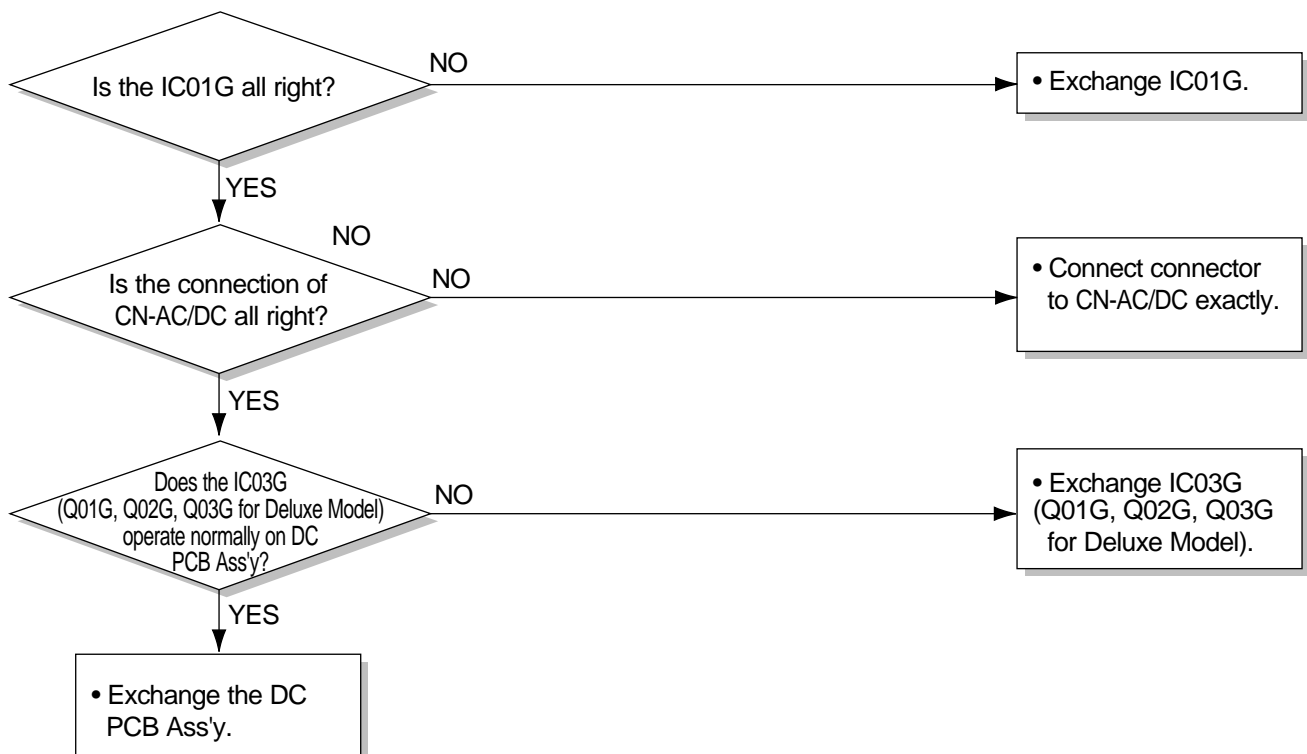 Is the IC01G all right?
NO
• Exchange IC01G.
YES
NO
Is the connection of
CN-AC/DC all right?
NO
• Connect connector
to CN-AC/DC exactly.
YES
Does the IC03G
(Q01G, Q02G, Q03G for Deluxe Model)
operate normally on DC
PCB Ass'y?
NO
• Exchange IC03G
(Q01G, Q02G, Q03G
for Deluxe Model).
YES
• Exchange the DC
PCB Ass'y.